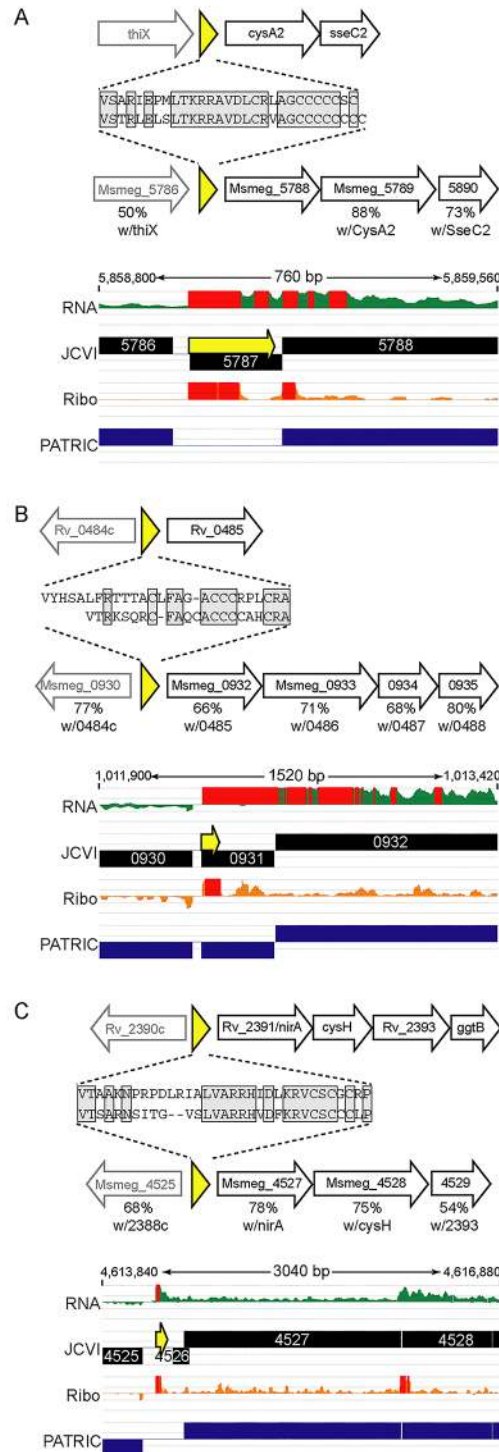 A
thiX cysA2 sseC2
VSARIEPMLTKRRAVDLCRLAGCCCCCSC
VSTRLELSLTKRRAVDLCRVAGCCCCCCCC
Msmeg_5786 Msmeg_5788 Msmeg_5789 5890
50% 88% 73%
w/thiX w/CysA2 w/SseC2
5,858,800 760 bp 5,859,560
RNA
JCVI 5786 5788
5787
Ribo
PATRIC
B
Rv_0484c Rv_0485
VYHSALFRTTTACLFAG-ACCCRPLCRA
VTRKSQRC-FAQCACCCCAHCRA
Msmeg_0930 Msmeg_0932 Msmeg_0933 0934 0935
77% 66% 71% 68% 80%
w/0484c w/0485 w/0486 w/0487 w/0488
1,011,900 1520 bp 1,013,420
RNA
JCVI 0932
0930 0931
Ribo
PATRIC
C
Rv_2390c Rv_2391/nirA cysH Rv_2393 ggtB
VTAAKNPRPDLRIALVARRHIDLKRVCSCGCRP
VTSARNSITG--VSLVARRHVDFKRVCSCCCLP
Msmeg_4525 Msmeg_4527 Msmeg_4528 4529
68% 78% 75% 54%
w/2388c w/nirA w/cysH w/2393
4,613,840 3040 bp 4,616,880
RNA
JCVI 4527 4528
4525 4526
Ribo
PATRIC